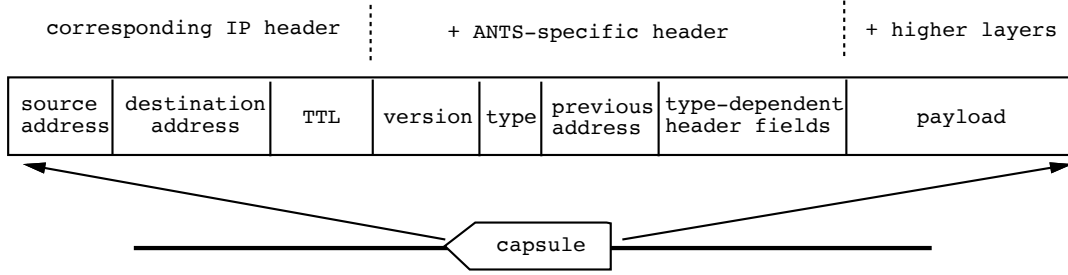 corresponding IP header
+ ANTS-specific header
+ higher layers
source address
destination address
TTL
version
type
previous address
type-dependent header fields
payload
capsule